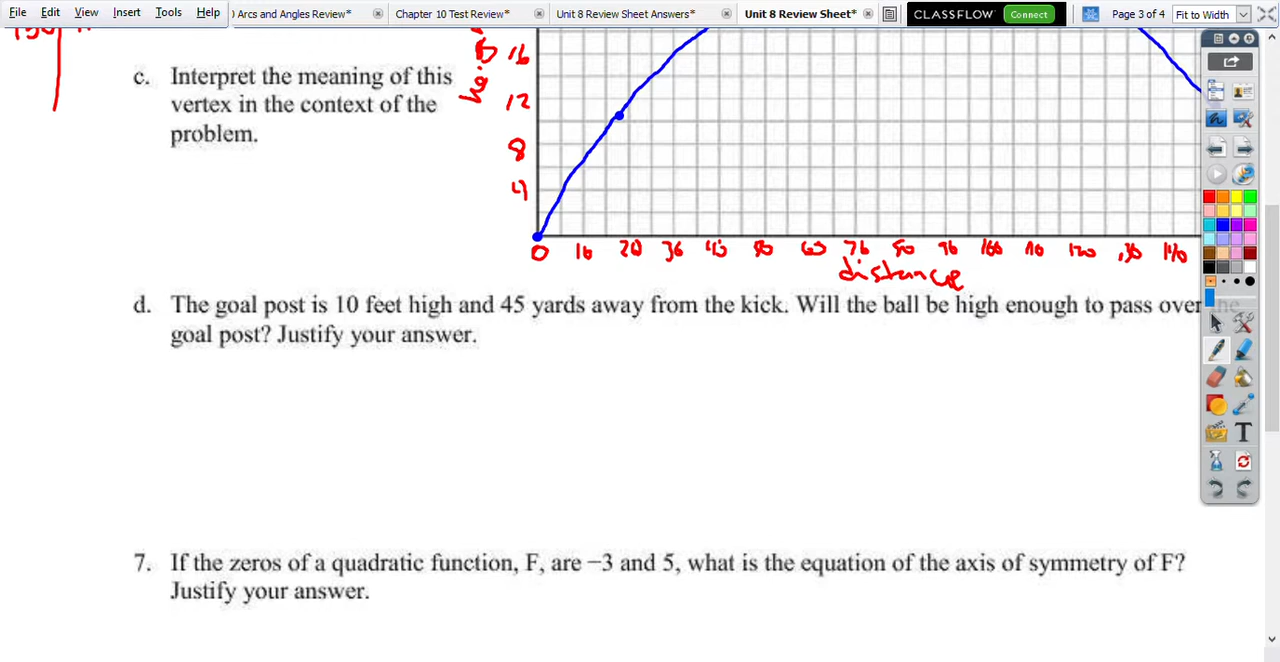 File Edit View Insert Tools Help ) Arcs and Angles Review* Chapter 10 Test Review* Unit 8 Review Sheet Answers* Unit 8 Review Sheet* CLASSFLOW Connect Page 3 of 4 Fit to Width
16
c. Interpret the meaning of this
vertex in the context of the
problem.
12
8
4
0 10 20 30 40 50 60 70 80 90 100 110 120 130 140
distance
d. The goal post is 10 feet high and 45 yards away from the kick. Will the ball be high enough to pass over the
goal post? Justify your answer.
7. If the zeros of a quadratic function, F, are −3 and 5, what is the equation of the axis of symmetry of F?
Justify your answer.